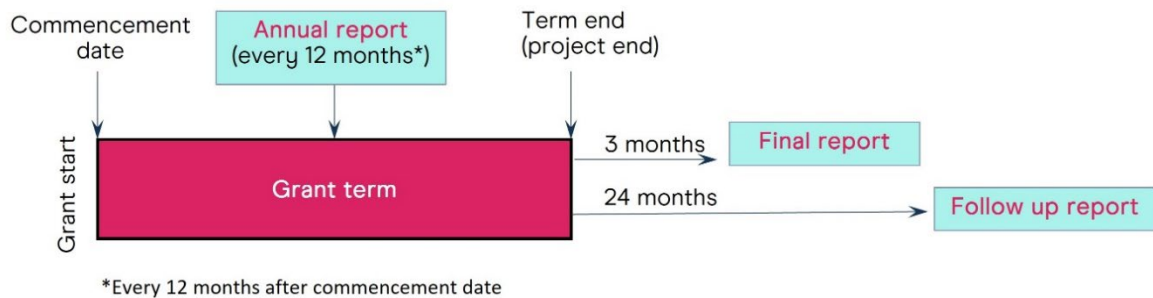 Commencement
date
Annual report
(every 12 months*)
Term end
(project end)
Grant start
Grant term
3 months
Final report
24 months
Follow up report
*Every 12 months after commencement date